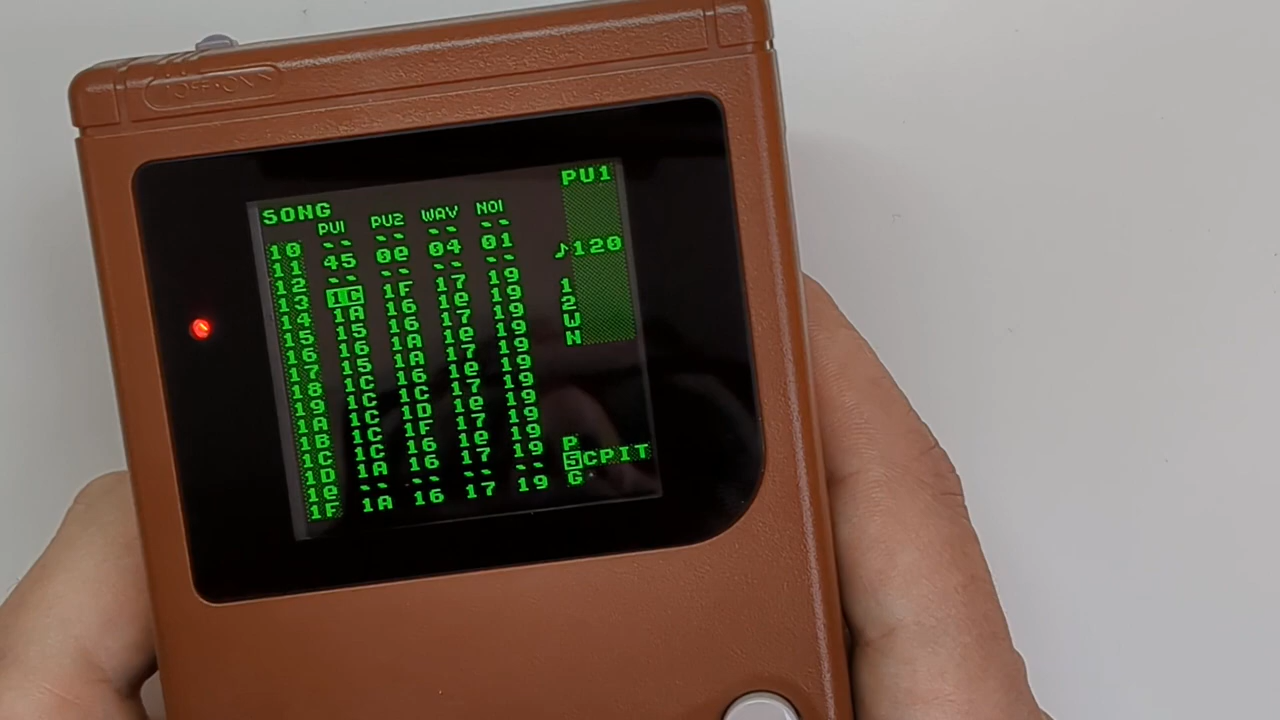 OFF•ON
SONG PU1
PU1 PU2 WAV NOI
10 -- -- -- --
11 45 0e 04 01 ♪120
12 -- -- -- --
13 1C 1F 17 19 1
14 1A 16 1e 19 2
15 15 16 17 19 W
16 16 1A 1e 19 N
17 15 1A 17 19
18 1C 16 1e 19
19 1C 1C 17 19
1A 1C 1D 1e 19
1B 1C 1F 17 19
1C 1C 16 1e 19
1D 1A 16 17 19 P
1e -- -- -- -- SCPIT
1F 1A 16 17 19 G